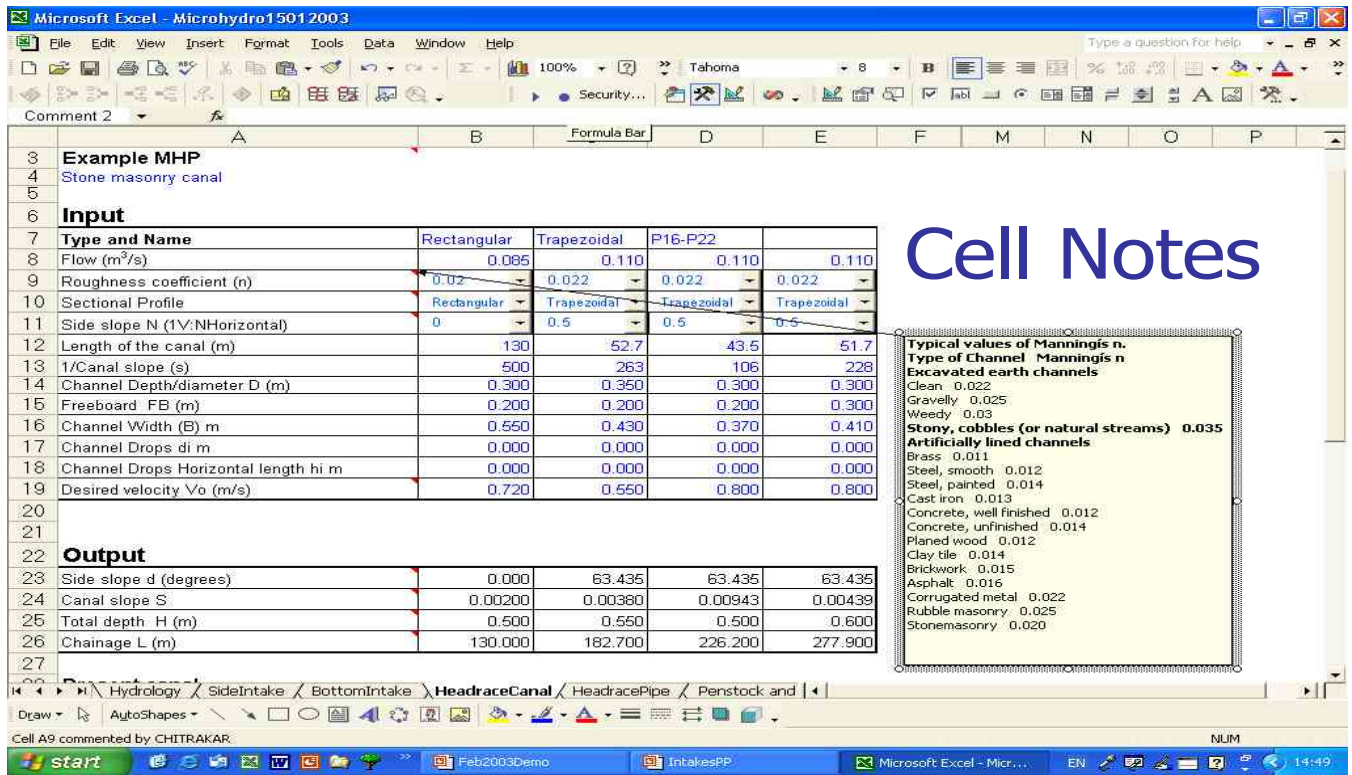 Microsoft Excel - Microhydro15012003
File Edit View Insert Format Tools Data Window Help Type a question for help
100% Tahoma 8 B
Security...
Comment 2 fx
Formula Bar
A B D E F M N O P
3 Example MHP
4 Stone masonry canal
5
6 Input
7 Type and Name Rectangular Trapezoidal P16-P22
8 Flow (m³/s) 0.085 0.110 0.110 0.110
9 Roughness coefficient (n) 0.02 0.022 0.022 0.022
10 Sectional Profile Rectangular Trapezoidal Trapezoidal Trapezoidal
11 Side slope N (1V:NHorizontal) 0 0.5 0.5 0.5
12 Length of the canal (m) 130 52.7 43.5 51.7
13 1/Canal slope (s) 500 263 106 228
14 Channel Depth/diameter D (m) 0.300 0.350 0.300 0.300
15 Freeboard FB (m) 0.200 0.200 0.200 0.300
16 Channel Width (B) m 0.550 0.430 0.370 0.410
17 Channel Drops di m 0.000 0.000 0.000 0.000
18 Channel Drops Horizontal length hi m 0.000 0.000 0.000 0.000
19 Desired velocity Vo (m/s) 0.720 0.550 0.800 0.800
20
21
22 Output
23 Side slope d (degrees) 0.000 63.435 63.435 63.435
24 Canal slope S 0.00200 0.00380 0.00943 0.00439
25 Total depth H (m) 0.500 0.550 0.500 0.600
26 Chainage L (m) 130.000 182.700 226.200 277.900
27
Cell Notes
Typical values of Manningís n.
Type of Channel Manningís n
Excavated earth channels
Clean 0.022
Gravelly 0.025
Weedy 0.03
Stony, cobbles (or natural streams) 0.035
Artificially lined channels
Brass 0.011
Steel, smooth 0.012
Steel, painted 0.014
Cast iron 0.013
Concrete, well finished 0.012
Concrete, unfinished 0.014
Planed wood 0.012
Clay tile 0.014
Brickwork 0.015
Asphalt 0.016
Corrugated metal 0.022
Rubble masonry 0.025
Stonemasonry 0.020
Hydrology / SideIntake / BottomIntake \ HeadraceCanal / HeadracePipe / Penstock and
Draw AutoShapes
Cell A9 commented by CHITRAKAR NUM
start Feb2003Demo IntakesPP Microsoft Excel - Micr... EN 14:49